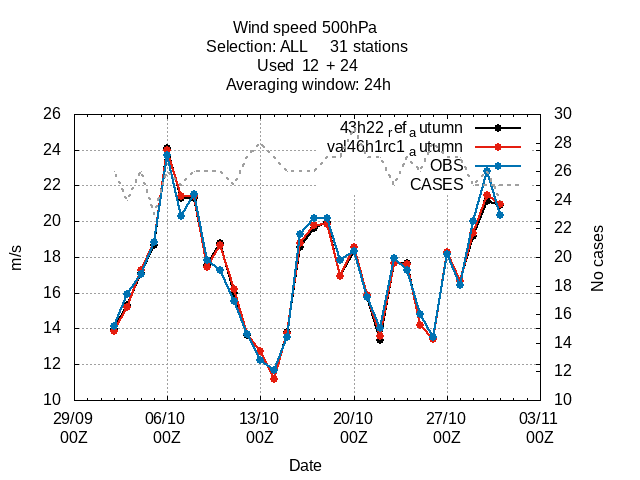 Wind speed 500hPa
Selection: ALL 31 stations
Used 12 + 24
Averaging window: 24h
26
24
22
20
18
16
14
12
10
30
28
26
24
22
20
18
16
14
12
10
43h22refautumn
val46h1rc1autumn
OBS
CASES
m/s
No cases
29/09 06/10 13/10 20/10 27/10 03/11
00Z 00Z 00Z 00Z 00Z 00Z
Date